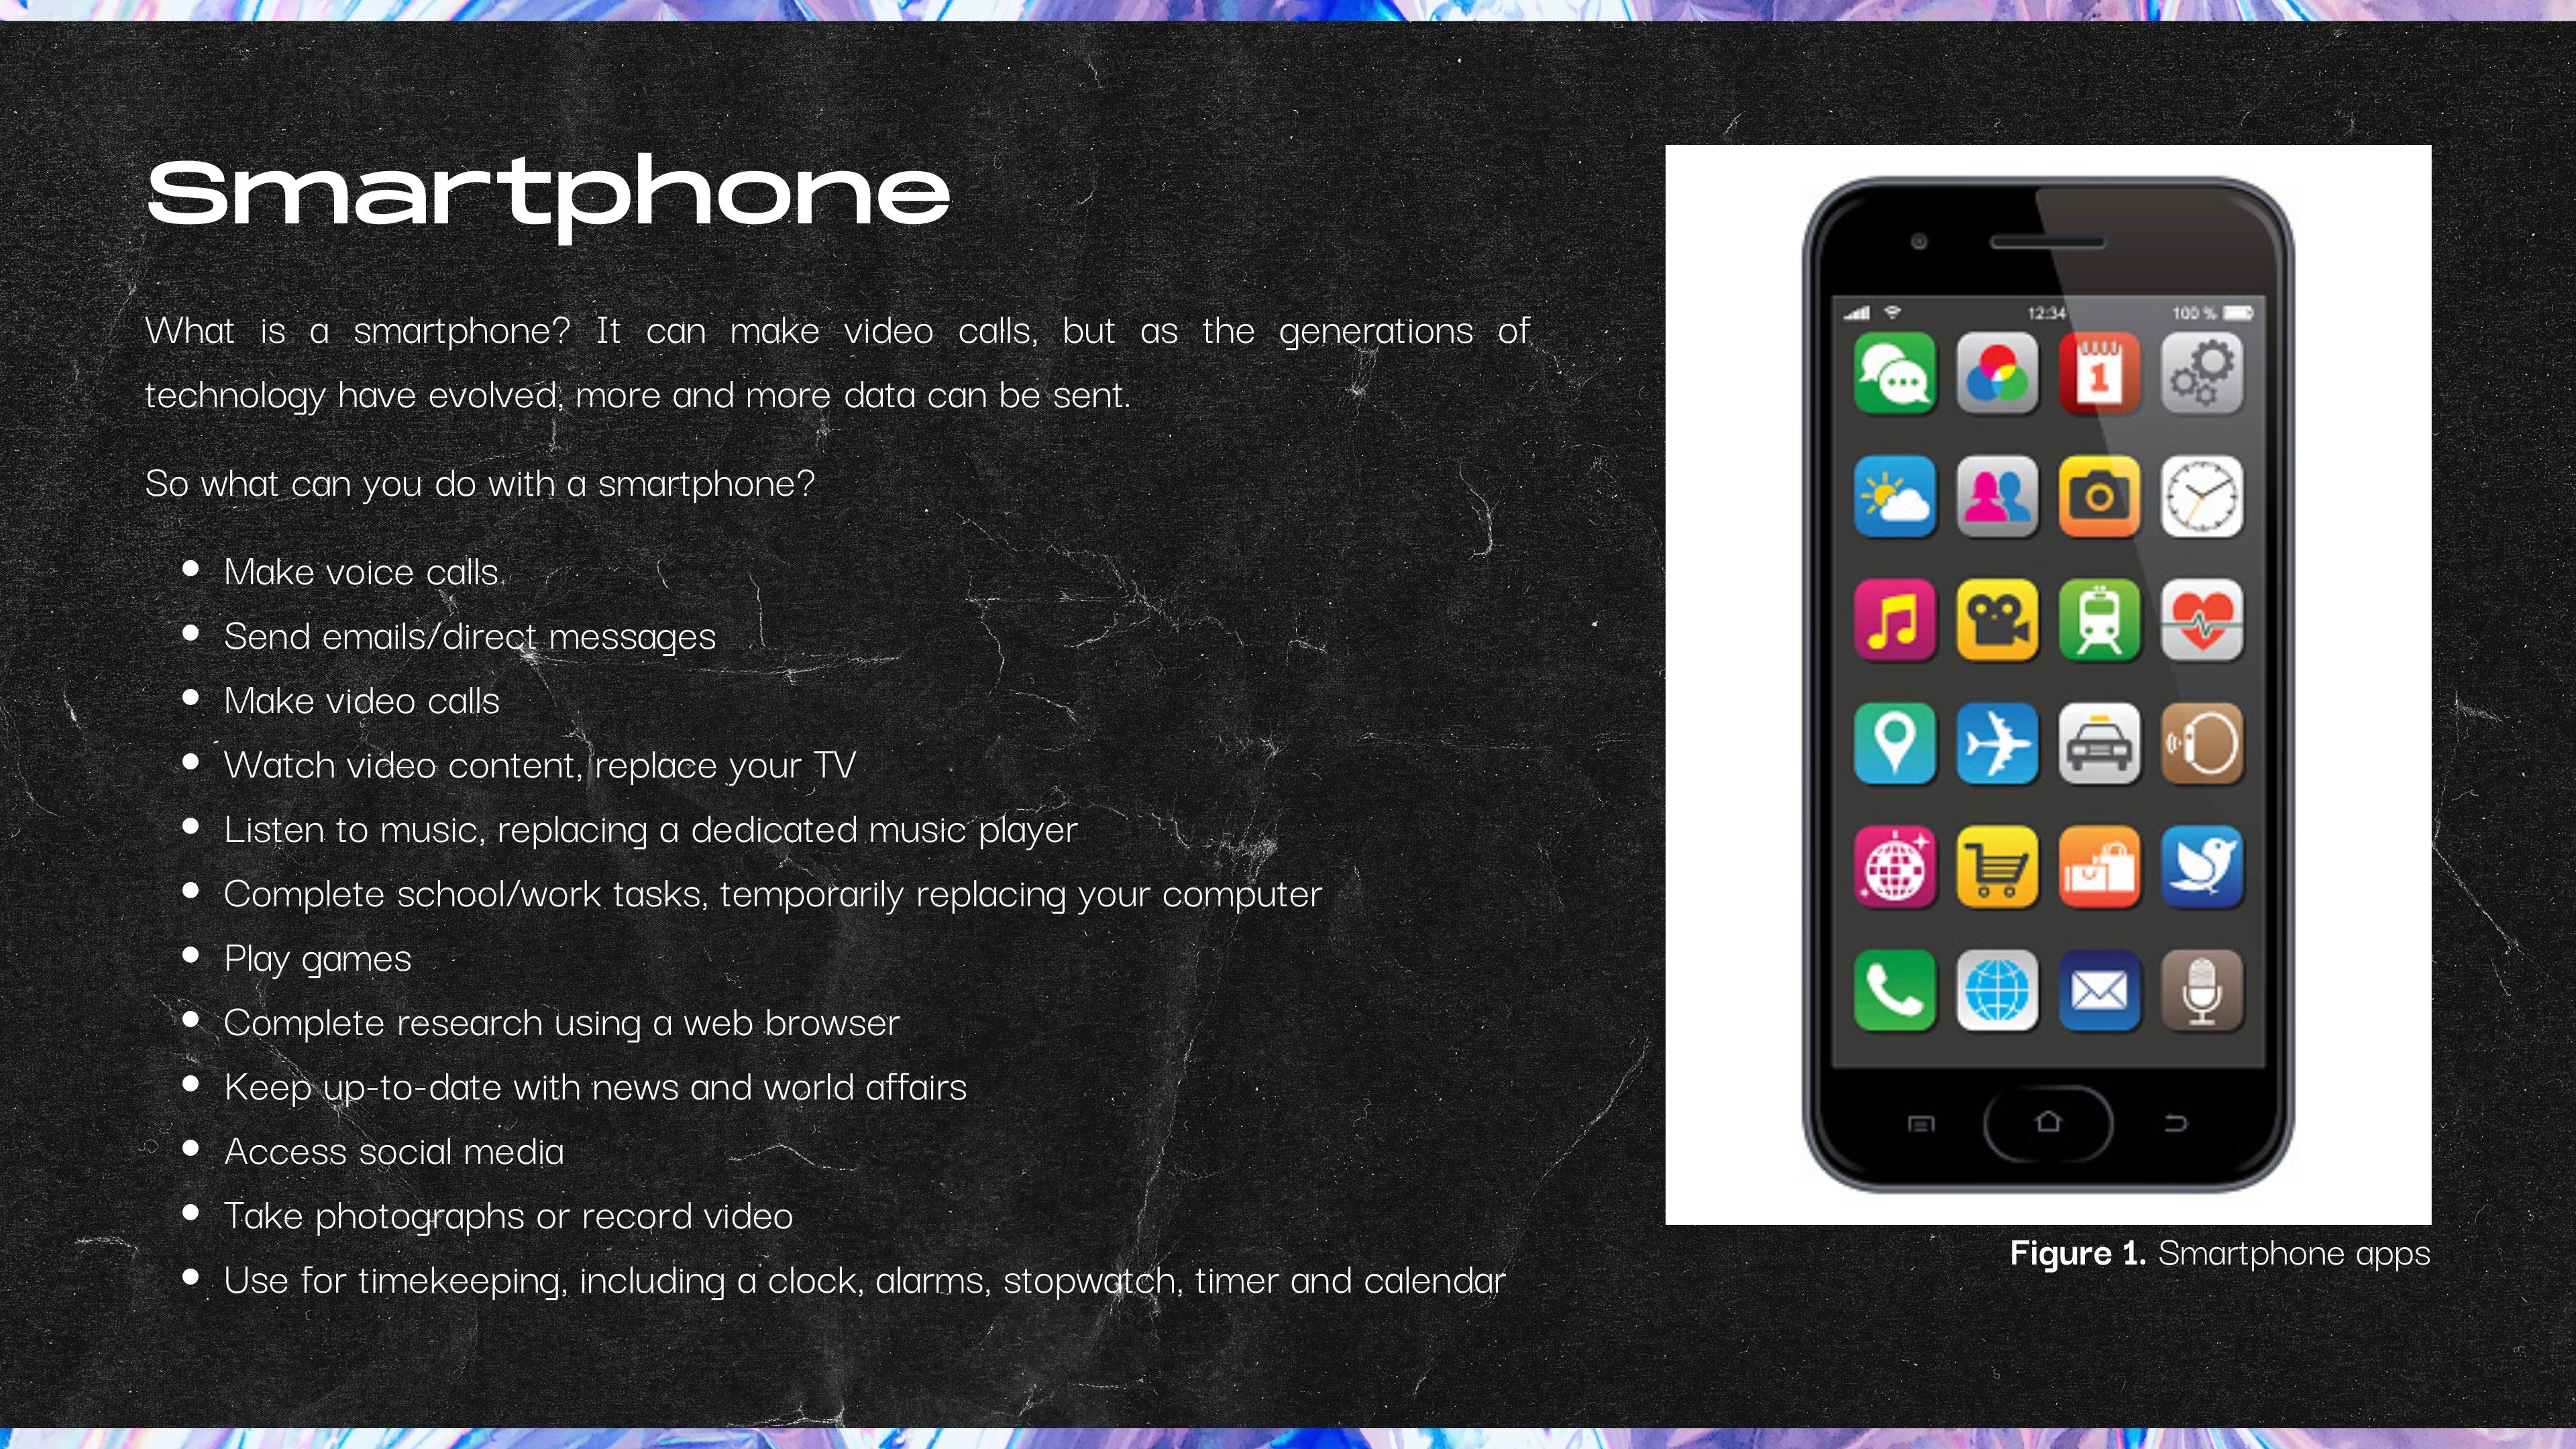 Smartphone
What is a smartphone? It can make video calls, but as the generations of
technology have evolved, more and more data can be sent.
So what can you do with a smartphone?
• Make voice calls
• Send emails/direct messages
• Make video calls
• Watch video content, replace your TV
• Listen to music, replacing a dedicated music player
• Complete school/work tasks, temporarily replacing your computer
• Play games
• Complete research using a web browser
• Keep up-to-date with news and world affairs
• Access social media
• Take photographs or record video
• Use for timekeeping, including a clock, alarms, stopwatch, timer and calendar
12:34 100 %
1
Figure 1. Smartphone apps